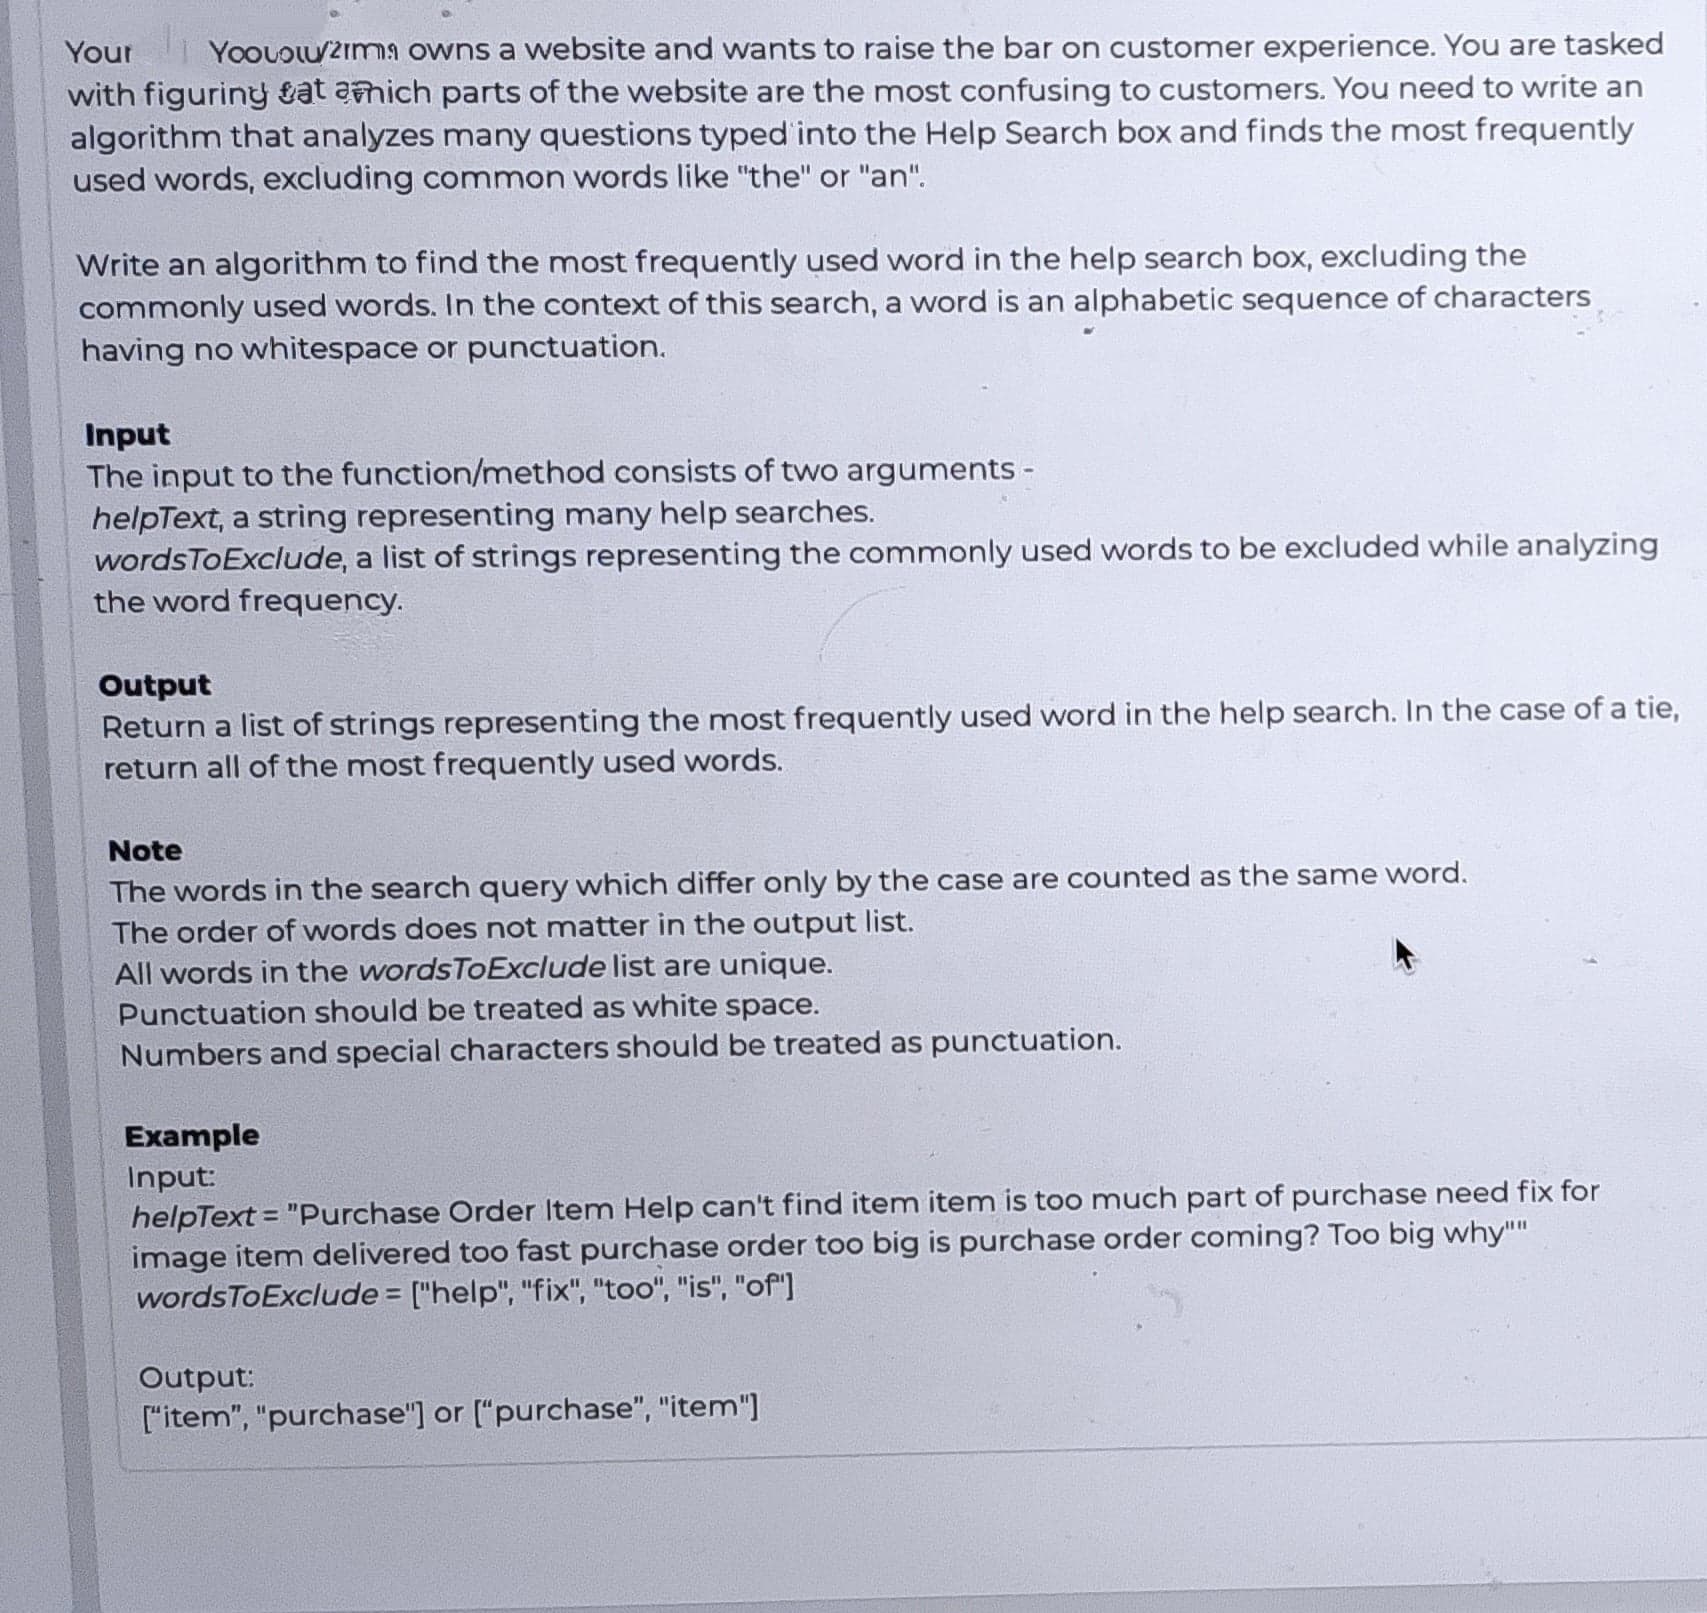 Your owns a website and wants to raise the bar on customer experience. You are tasked
with parts of the website are the most confusing to customers. You need to write an
algorithm that analyzes many questions typed into the Help Search box and finds the most frequently
used words, excluding common words like "the" or "an".
Write an algorithm to find the most frequently used word in the help search box, excluding the
commonly used words. In the context of this search, a word is an alphabetic sequence of characters
having no whitespace or punctuation.
Input
The input to the function/method consists of two arguments -
helpText, a string representing many help searches.
wordsToExclude, a list of strings representing the commonly used words to be excluded while analyzing
the word frequency.
Output
Return a list of strings representing the most frequently used word in the help search. In the case of a tie,
return all of the most frequently used words.
Note
The words in the search query which differ only by the case are counted as the same word.
The order of words does not matter in the output list.
All words in the wordsToExclude list are unique.
Punctuation should be treated as white space.
Numbers and special characters should be treated as punctuation.
Example
Input:
helpText = "Purchase Order Item Help can't find item item is too much part of purchase need fix for
image item delivered too fast purchase order too big is purchase order coming? Too big why""
wordsToExclude = ["help", "fix", "too", "is", "of"]
Output:
["item", "purchase"] or ["purchase", "item"]